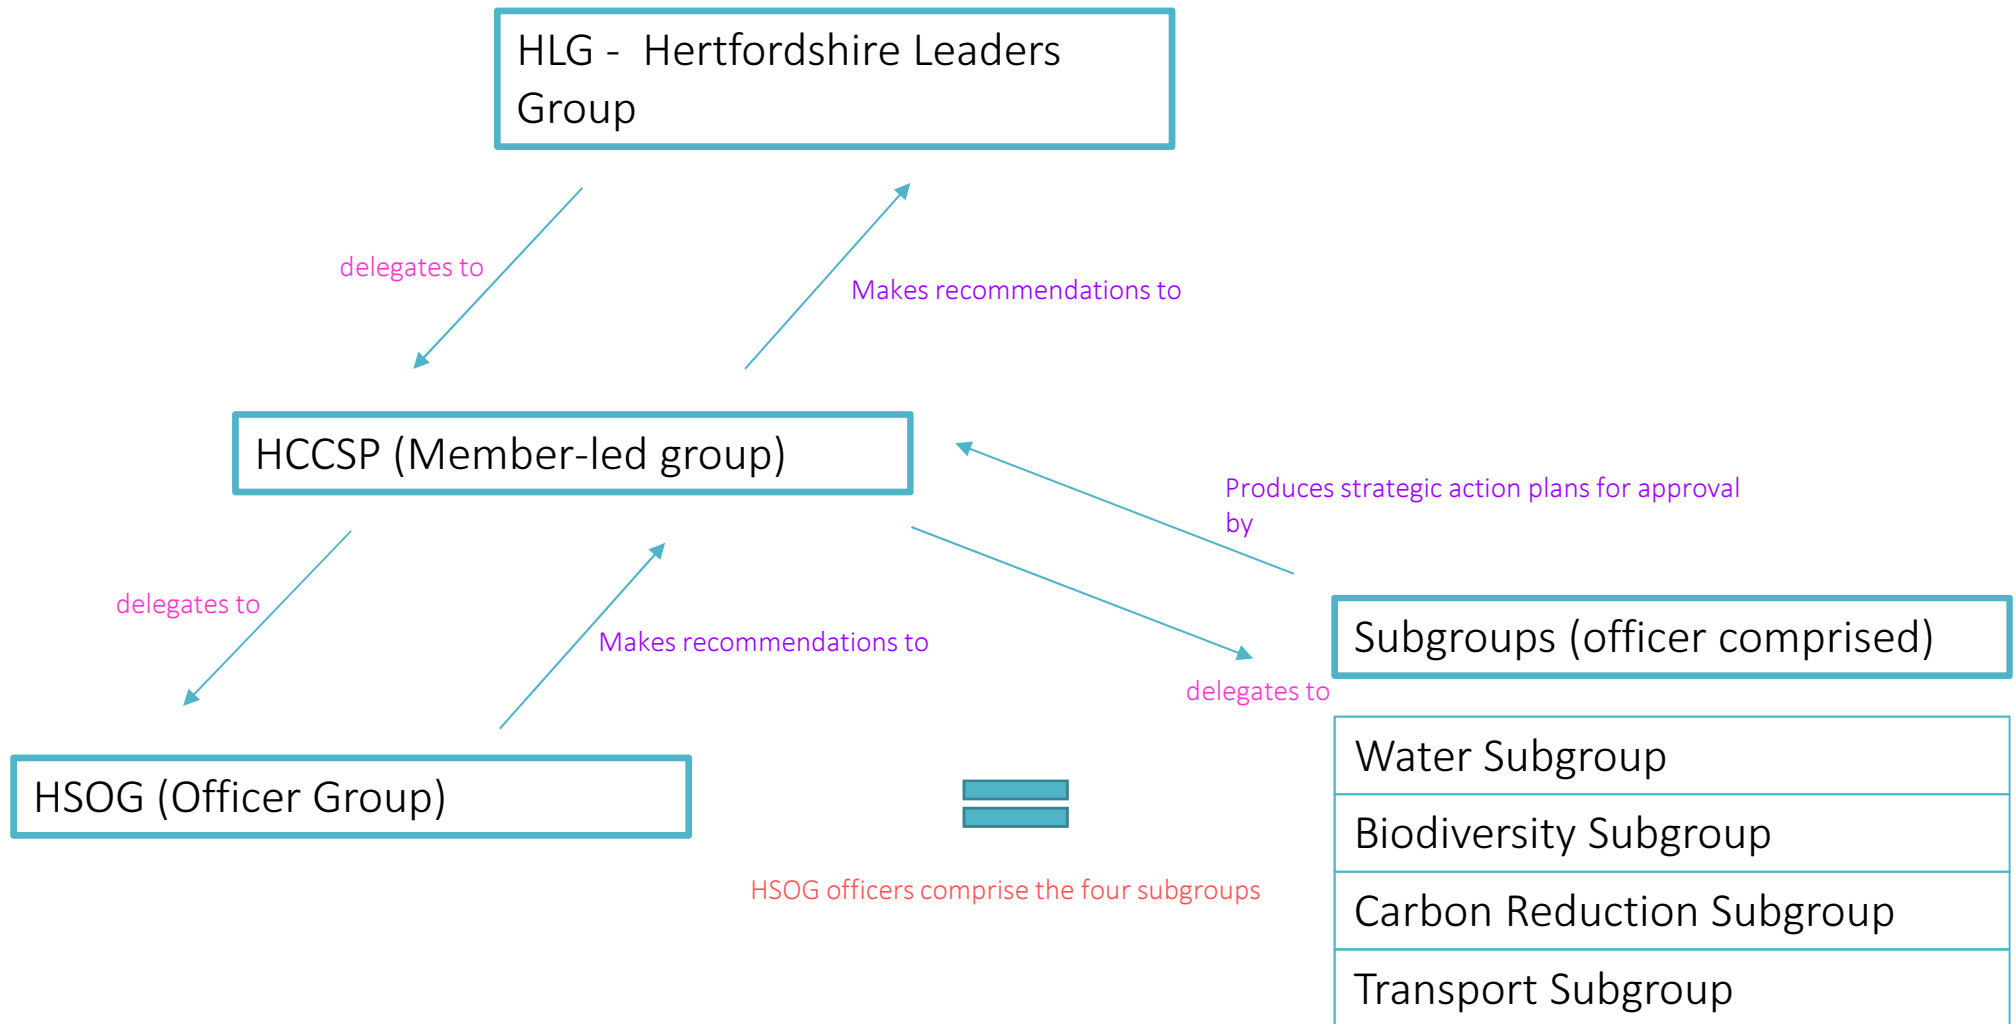 HLG - Hertfordshire Leaders
Group
delegates to
Makes recommendations to
HCCSP (Member-led group)
Produces strategic action plans for approval
by
delegates to
Makes recommendations to
Subgroups (officer comprised)
delegates to
HSOG (Officer Group)
Water Subgroup
Biodiversity Subgroup
HSOG officers comprise the four subgroups
Carbon Reduction Subgroup
Transport Subgroup